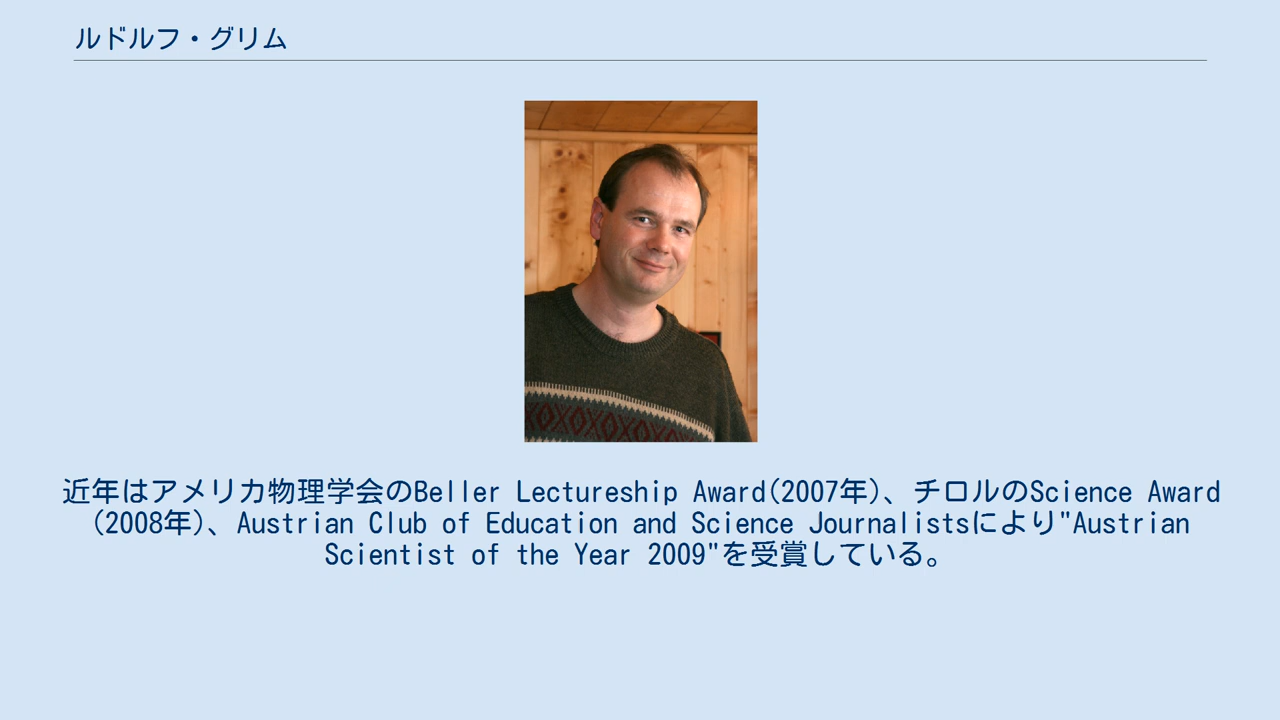 ルドルフ・グリム
近年はアメリカ物理学会のBeller Lectureship Award(2007年)、チロルのScience Award
(2008年)、Austrian Club of Education and Science Journalistsにより"Austrian
Scientist of the Year 2009"を受賞している。